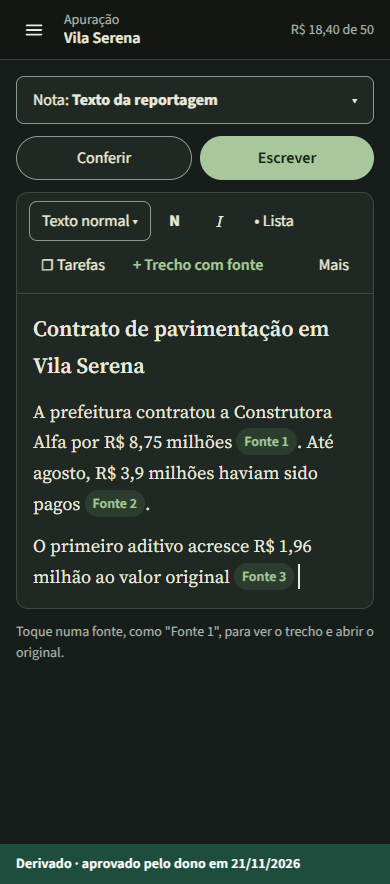 Apuração
Vila Serena
R$ 18,40 de 50
Nota: Texto da reportagem
Conferir
Escrever
Texto normal
N
I
• Lista
☐ Tarefas
+ Trecho com fonte
Mais
Contrato de pavimentação em
Vila Serena
A prefeitura contratou a Construtora
Alfa por R$ 8,75 milhões Fonte 1. Até
agosto, R$ 3,9 milhões haviam sido
pagos Fonte 2.
O primeiro aditivo acresce R$ 1,96
milhão ao valor original Fonte 3
Toque numa fonte, como "Fonte 1", para ver o trecho e abrir o
original.
Derivado · aprovado pelo dono em 21/11/2026